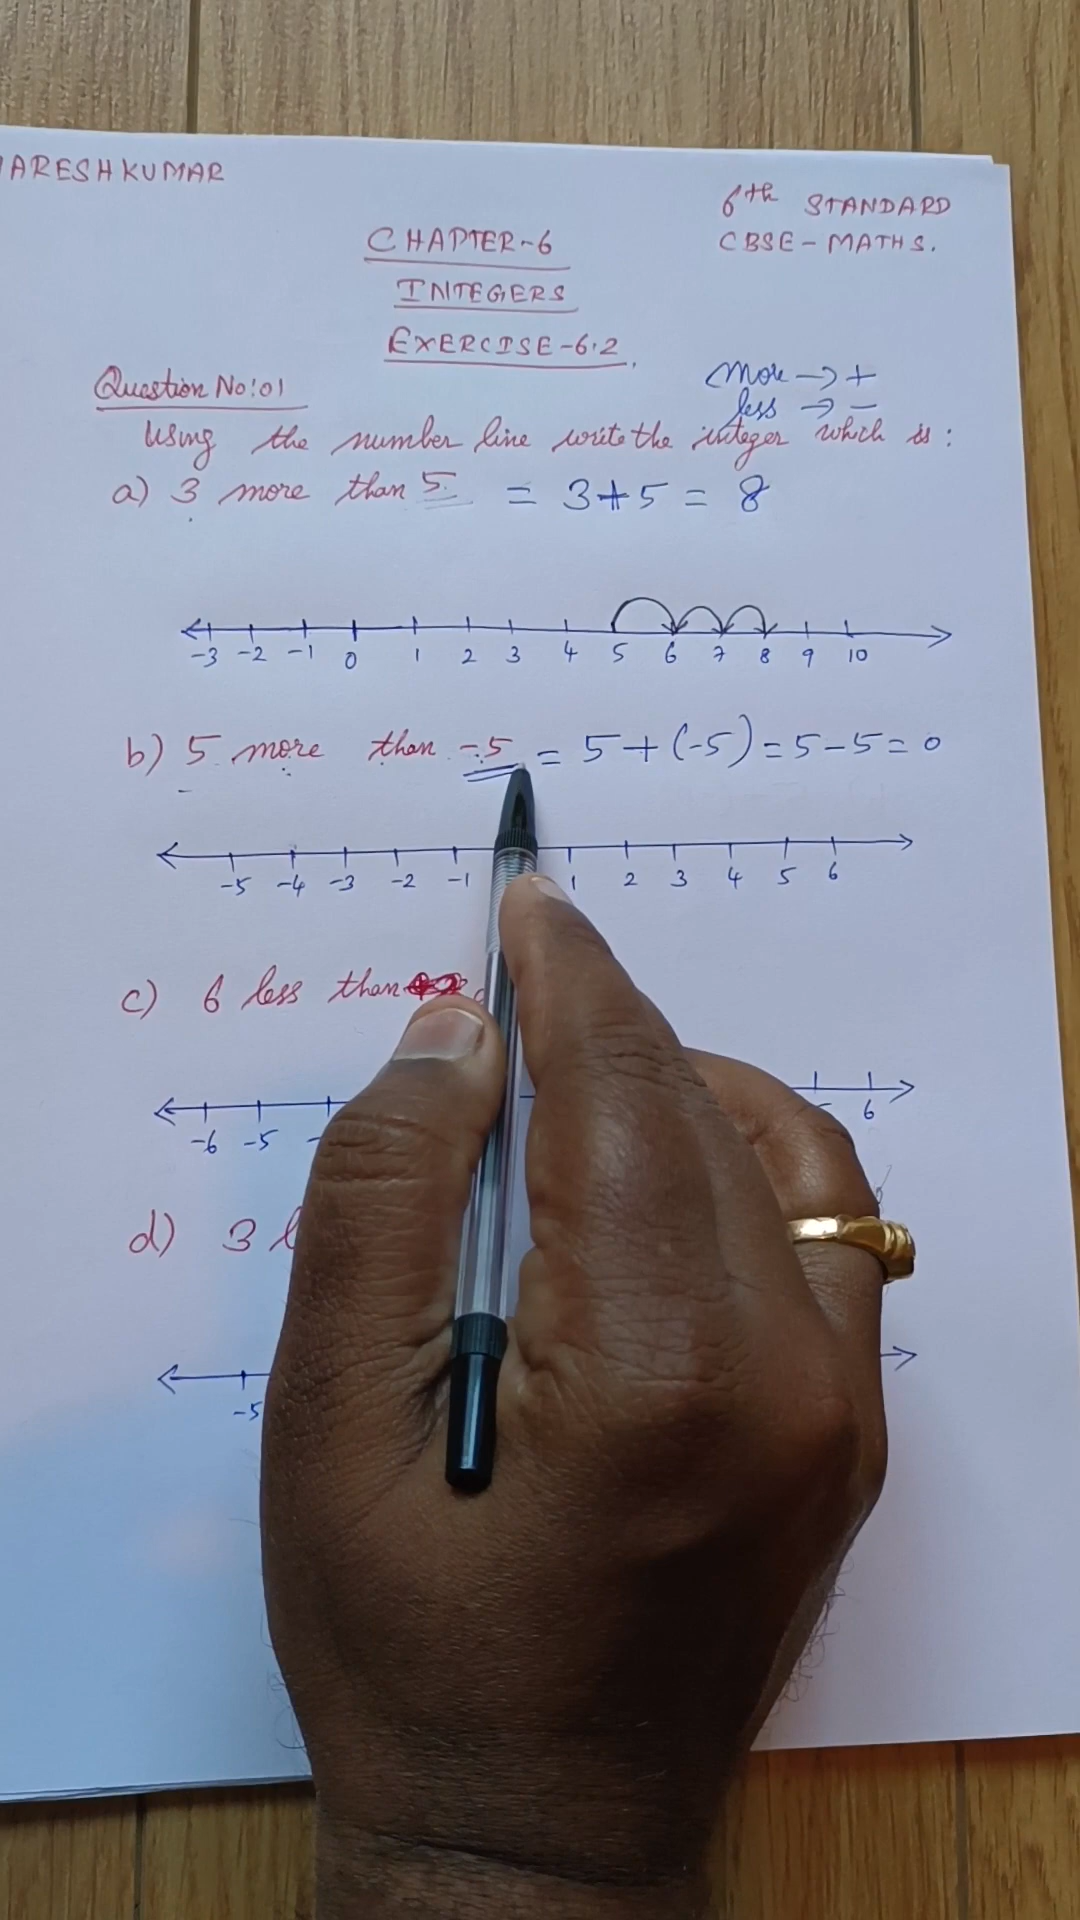 ARESHKUMAR
6th STANDARD
CBSE-MATHS.
CHAPTER-6
INTEGERS
EXERCISE-6.2.
Question No:01
More → +
less → -
Using the number line write the integer which is:
a) 3 more than 5. = 3+5 = 8
-3 -2 -1 0 1 2 3 4 5 6 7 8 9 10
b) 5 more than -5 = 5+(-5) = 5-5 = 0
-5 -4 -3 -2 -1 1 2 3 4 5 6
c) 6 less than
-6 -5 6
d) 3
-5